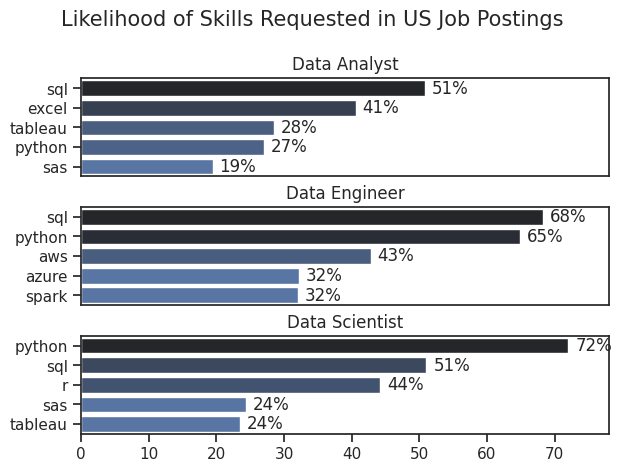 Likelihood of Skills Requested in US Job Postings
Data Analyst
sql 51%
excel 41%
tableau 28%
python 27%
sas 19%
Data Engineer
sql 68%
python 65%
aws 43%
azure 32%
spark 32%
Data Scientist
python 72%
sql 51%
r 44%
sas 24%
tableau 24%
0 10 20 30 40 50 60 70